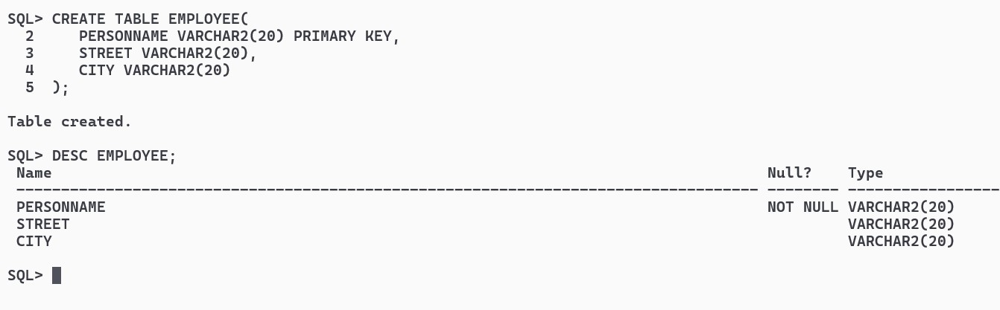 SQL> CREATE TABLE EMPLOYEE(
  2     PERSONNAME VARCHAR2(20) PRIMARY KEY,
  3     STREET VARCHAR2(20),
  4     CITY VARCHAR2(20)
  5  );
Table created.
SQL> DESC EMPLOYEE;
 Name                                                                                Null?    Type
 ----------------------------------------------------------------------------------- -------- -----------------
 PERSONNAME                                                                          NOT NULL VARCHAR2(20)
 STREET                                                                                       VARCHAR2(20)
 CITY                                                                                         VARCHAR2(20)
SQL>